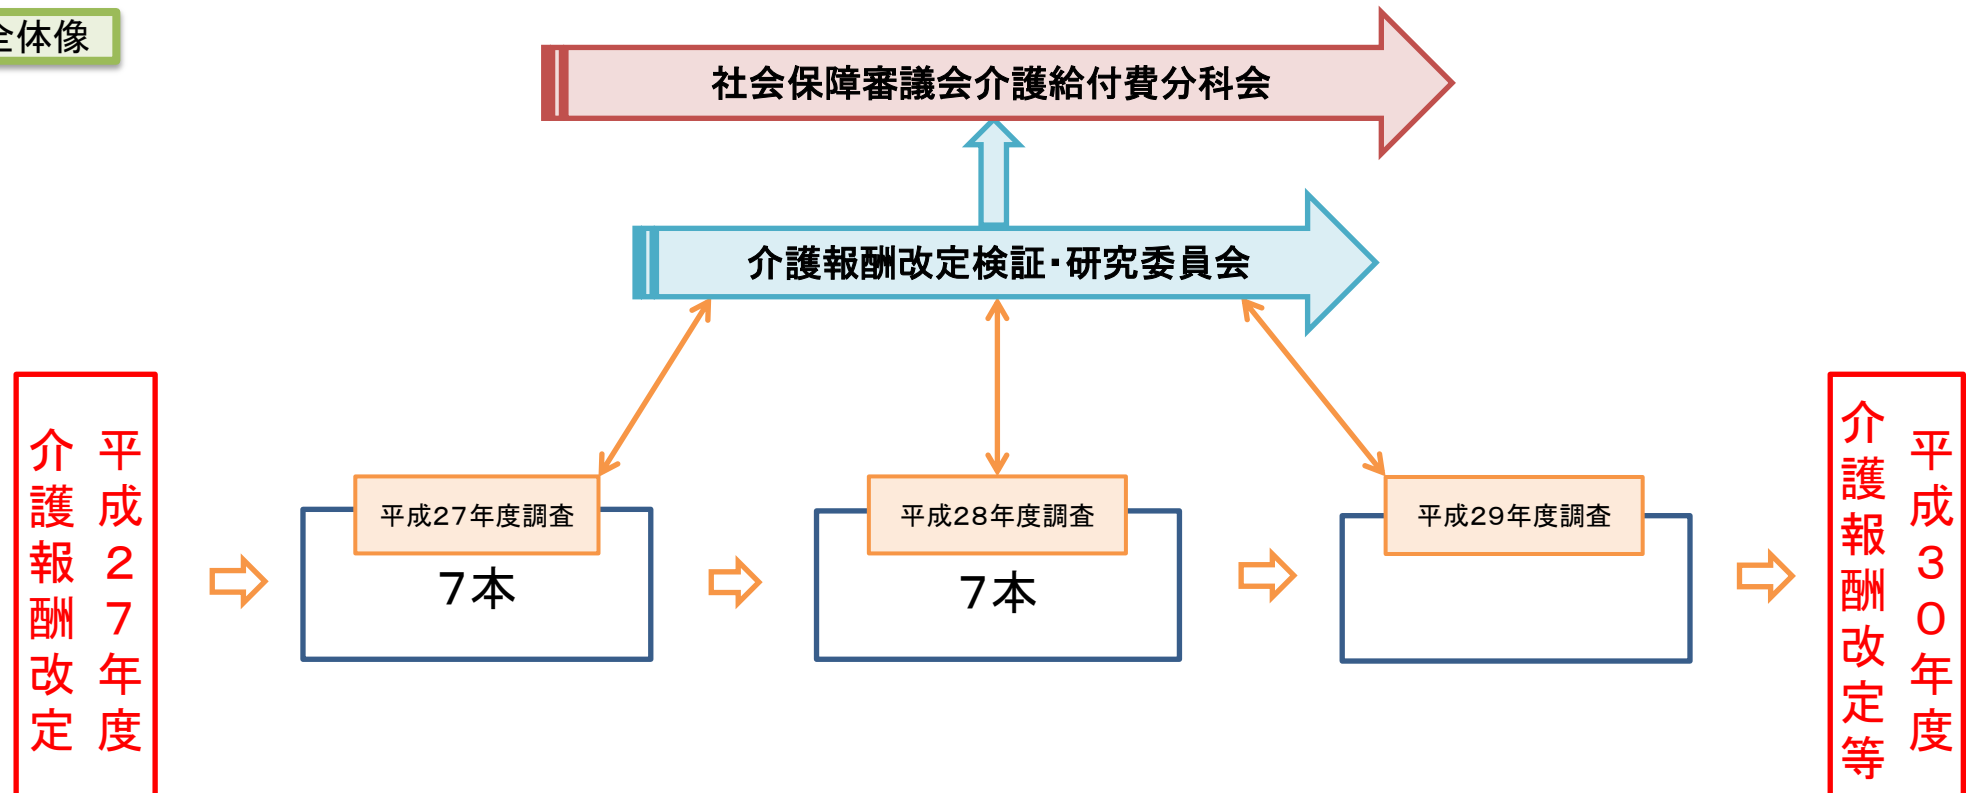 全体像
社会保障審議会介護給付費分科会
介護報酬改定検証・研究委員会
平成２７年度
介護報酬改定
平成27年度調査
７本
平成28年度調査
７本
平成29年度調査
平成３０年度
介護報酬改定等